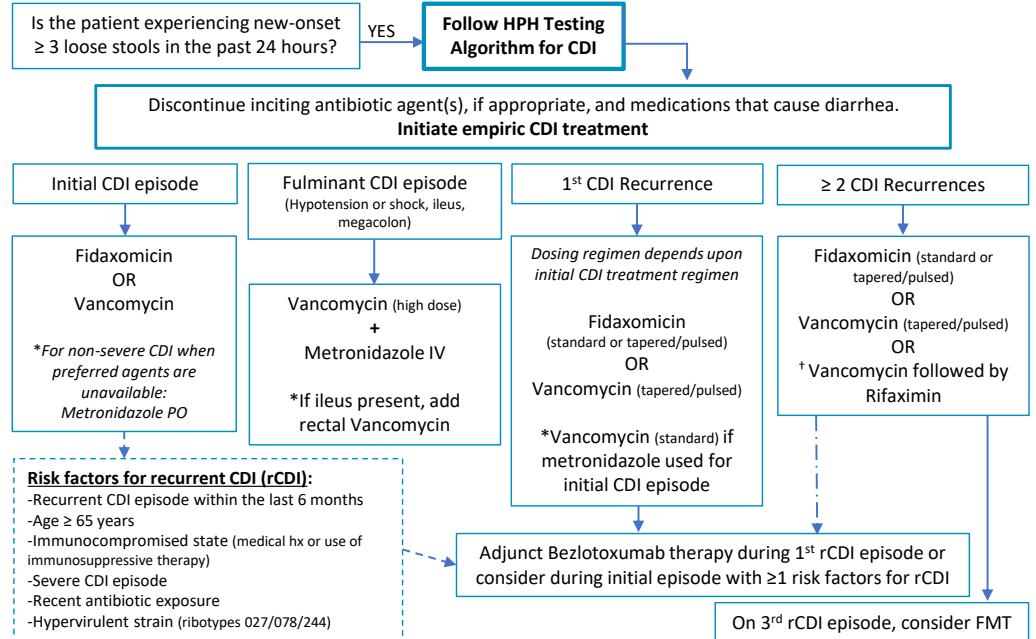 Is the patient experiencing new-onset
≥ 3 loose stools in the past 24 hours?
YES
Follow HPH Testing
Algorithm for CDI
Discontinue inciting antibiotic agent(s), if appropriate, and medications that cause diarrhea.
Initiate empiric CDI treatment
Initial CDI episode
Fidaxomicin
OR
Vancomycin
*For non-severe CDI when
preferred agents are
unavailable:
Metronidazole PO
Fulminant CDI episode
(Hypotension or shock, ileus,
megacolon)
Vancomycin (high dose)
+
Metronidazole IV
*If ileus present, add
rectal Vancomycin
1st CDI Recurrence
Dosing regimen depends upon
initial CDI treatment regimen
Fidaxomicin
(standard or tapered/pulsed)
OR
Vancomycin (tapered/pulsed)
*Vancomycin (standard) if
metronidazole used for
initial CDI episode
≥ 2 CDI Recurrences
Fidaxomicin (standard or
tapered/pulsed)
OR
Vancomycin (tapered/pulsed)
OR
† Vancomycin followed by
Rifaximin
Risk factors for recurrent CDI (rCDI):
-Recurrent CDI episode within the last 6 months
-Age ≥ 65 years
-Immunocompromised state (medical hx or use of
immunosuppressive therapy)
-Severe CDI episode
-Recent antibiotic exposure
-Hypervirulent strain (ribotypes 027/078/244)
Adjunct Bezlotoxumab therapy during 1st rCDI episode or
consider during initial episode with ≥1 risk factors for rCDI
On 3rd rCDI episode, consider FMT